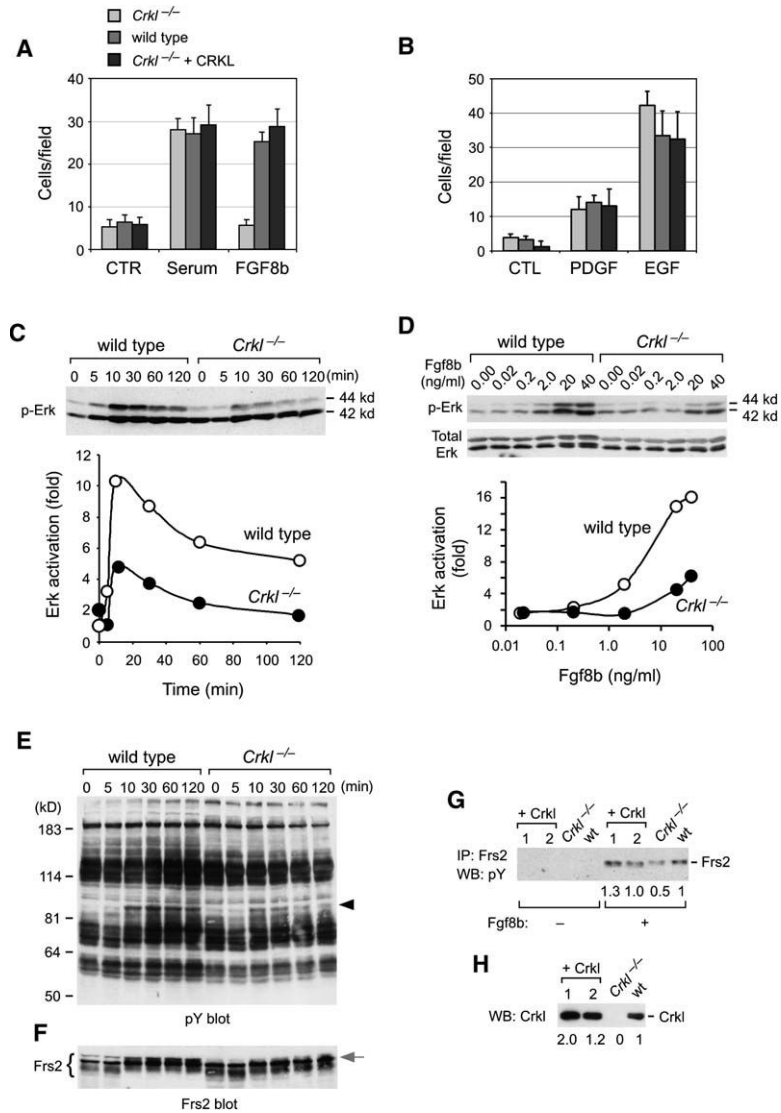 Crkl –/–
wild type
Crkl –/– + CRKL
A
Cells/field
40
30
20
10
0
CTR Serum FGF8b
B
Cells/field
50
40
30
20
10
0
CTL PDGF EGF
C
wild type Crkl –/–
0 5 10 30 60 120 0 5 10 30 60 120 (min)
p-Erk
44 kd
42 kd
Erk activation (fold)
12
10
8
6
4
2
0
wild type
Crkl –/–
0 20 40 60 80 100 120
Time (min)
D
wild type Crkl –/–
Fgf8b (ng/ml)
0.00 0.02 0.2 2.0 20 40 0.00 0.02 0.2 2.0 20 40
p-Erk
44 kd
42 kd
Total Erk
Erk activation (fold)
16
12
8
4
0
wild type
Crkl –/–
0.01 0.1 1.0 10 100
Fgf8b (ng/ml)
E
wild type Crkl –/–
0 5 10 30 60 120 0 5 10 30 60 120 (min)
(kD)
183
114
81
64
50
pY blot
F
Frs2
Frs2 blot
G
+ Crkl + Crkl
1 2 Crkl –/– wt 1 2 Crkl –/– wt
IP: Frs2
WB: pY
Frs2
1.3 1.0 0.5 1
Fgf8b: – +
H
+ Crkl
1 2 Crkl –/– wt
WB: Crkl
Crkl
2.0 1.2 0 1